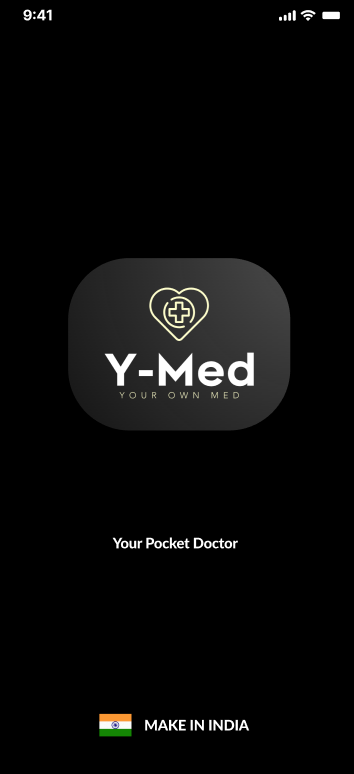 9:41
Y-Med
YOUR OWN MED
Your Pocket Doctor
MAKE IN INDIA